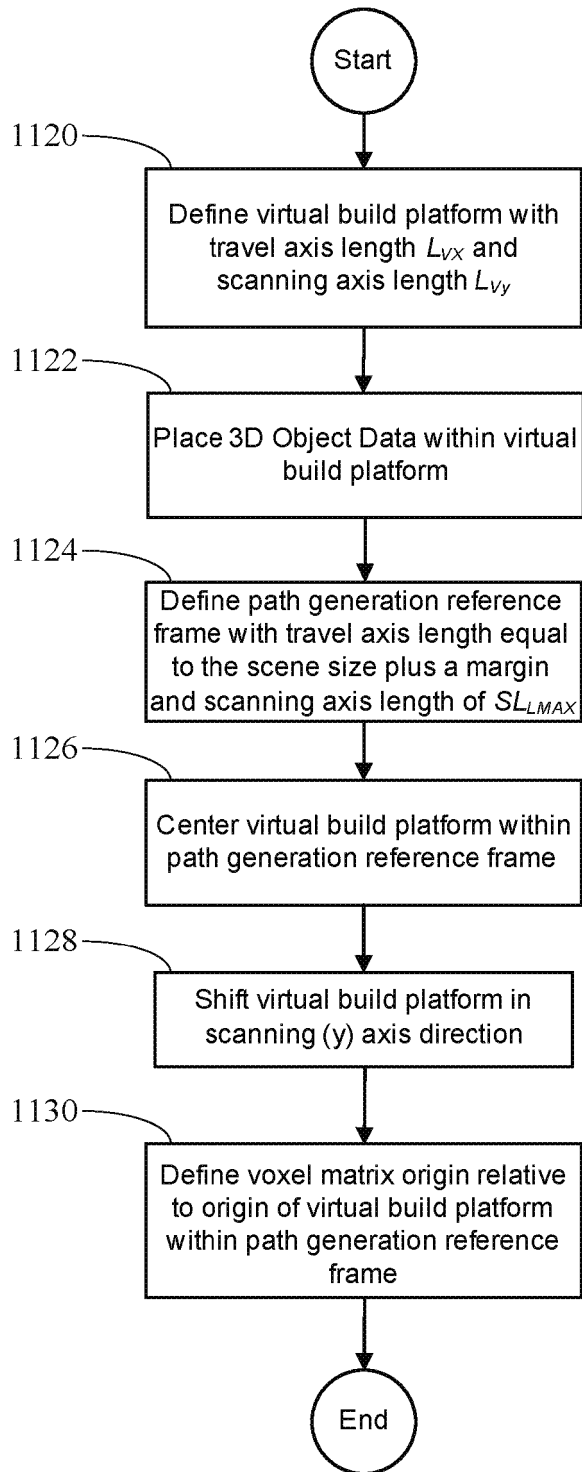 Start
1120
Define virtual build platform with
travel axis length L_VX and
scanning axis length L_Vy
1122
Place 3D Object Data within virtual
build platform
1124
Define path generation reference
frame with travel axis length equal
to the scene size plus a margin
and scanning axis length of SL_LMAX
1126
Center virtual build platform within
path generation reference frame
1128
Shift virtual build platform in
scanning (y) axis direction
1130
Define voxel matrix origin relative
to origin of virtual build platform
within path generation reference
frame
End